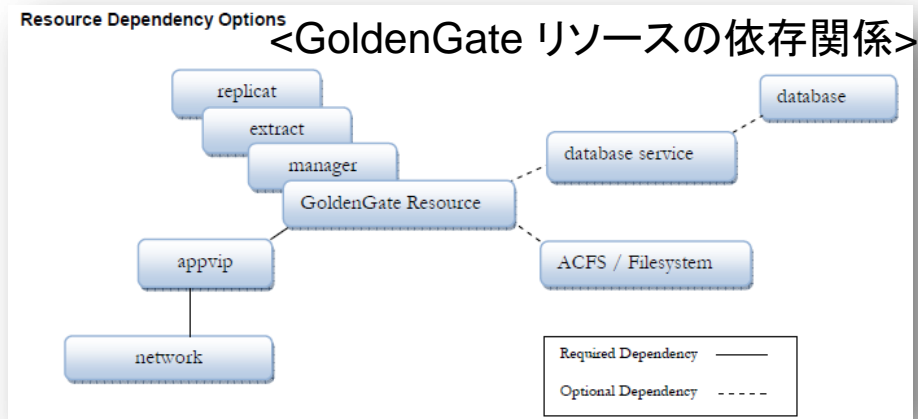 Resource Dependency Options
<GoldenGate リソースの依存関係>
replicat
extract
manager
GoldenGate Resource
database
database service
appvip
ACFS / Filesystem
network
Required Dependency
Optional Dependency